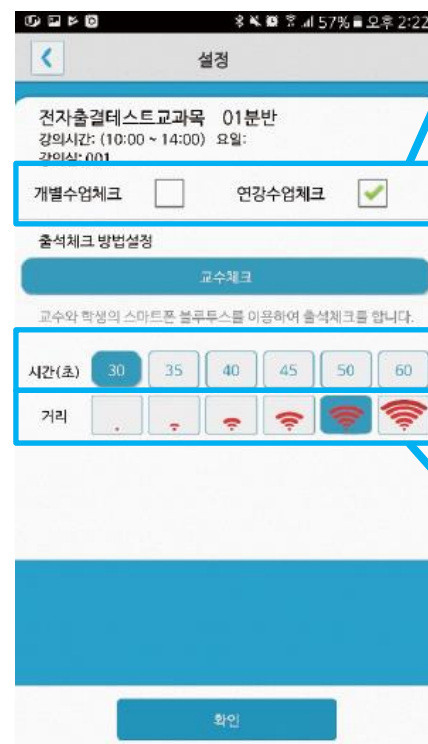 57% 오후 2:22
설정
전자출결테스트교과목 01분반
강의시간: (10:00 ~ 14:00) 요일:
강의실: 001
개별수업체크 연강수업체크
출석체크 방법설정
교수체크
교수와 학생의 스마트폰 블루투스를 이용하여 출석체크를 합니다.
시간(초) 30 35 40 45 50 60
거리
확인